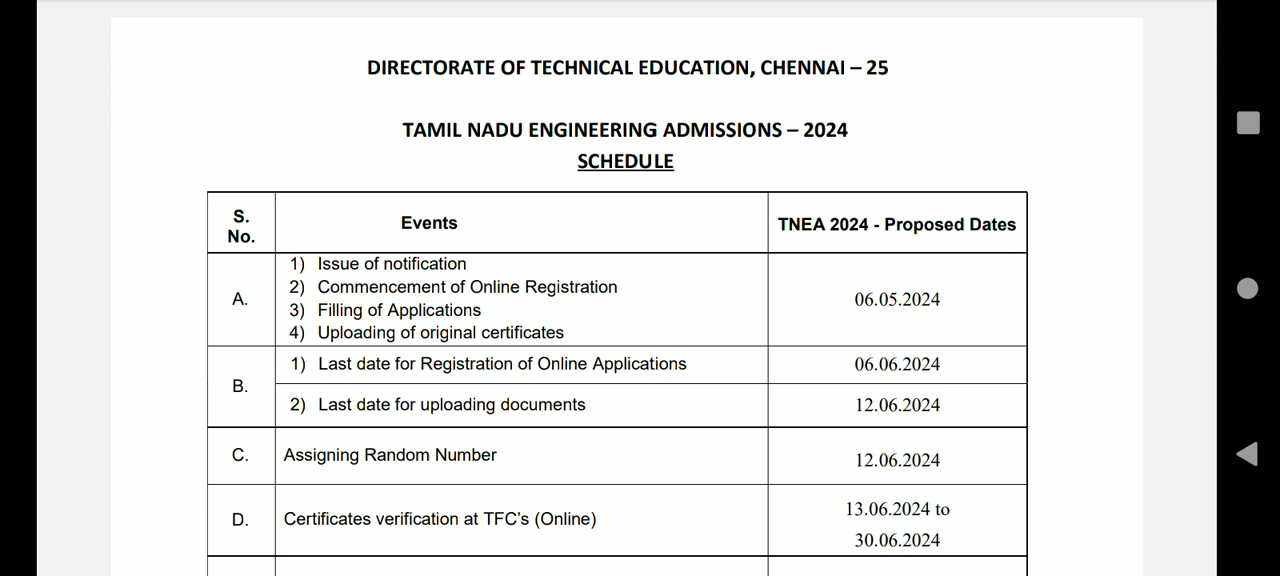 DIRECTORATE OF TECHNICAL EDUCATION, CHENNAI – 25
TAMIL NADU ENGINEERING ADMISSIONS – 2024
SCHEDULE
S.
No.
Events
TNEA 2024 - Proposed Dates
A.
1) Issue of notification
2) Commencement of Online Registration
3) Filling of Applications
4) Uploading of original certificates
06.05.2024
B.
1) Last date for Registration of Online Applications
06.06.2024
2) Last date for uploading documents
12.06.2024
C.
Assigning Random Number
12.06.2024
D.
Certificates verification at TFC’s (Online)
13.06.2024 to
30.06.2024